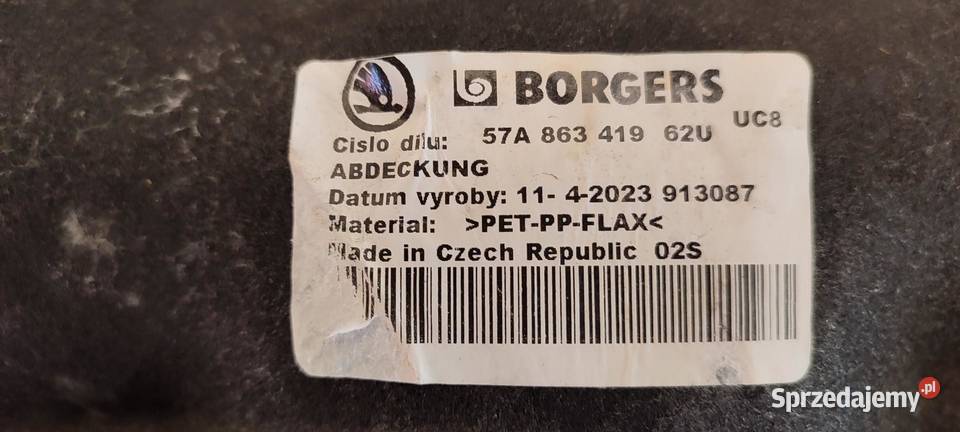 BORGERS
Cislo dilu: 57A 863 419 62U UC8
ABDECKUNG
Datum vyroby: 11- 4-2023 913087
Material: >PET-PP-FLAX<
Made in Czech Republic 02S
Sprzedajemy.pl